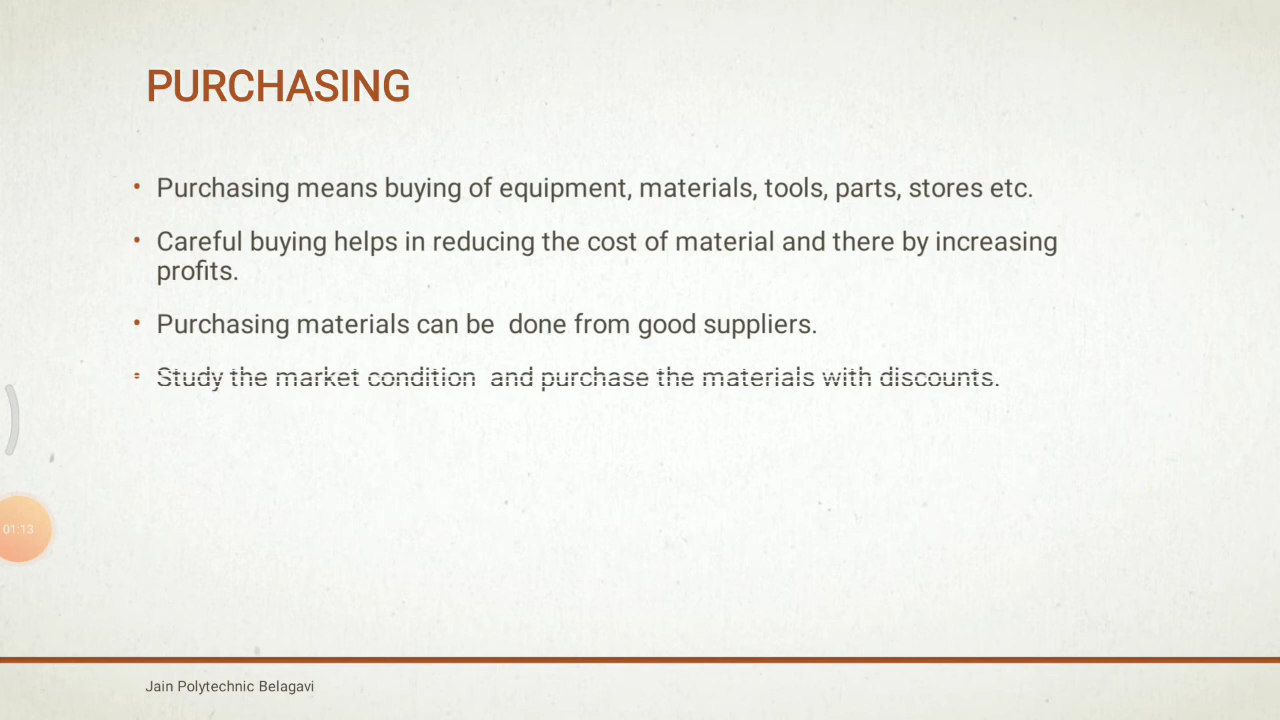 PURCHASING
• Purchasing means buying of equipment, materials, tools, parts, stores etc.
• Careful buying helps in reducing the cost of material and there by increasing
profits.
• Purchasing materials can be  done from good suppliers.
• Study the market condition  and purchase the materials with discounts.
01:13
Jain Polytechnic Belagavi